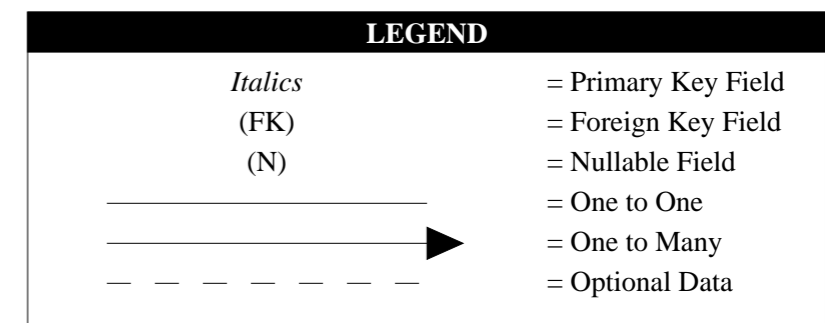 LEGEND
Italics = Primary Key Field
(FK) = Foreign Key Field
(N) = Nullable Field
= One to One
= One to Many
= Optional Data